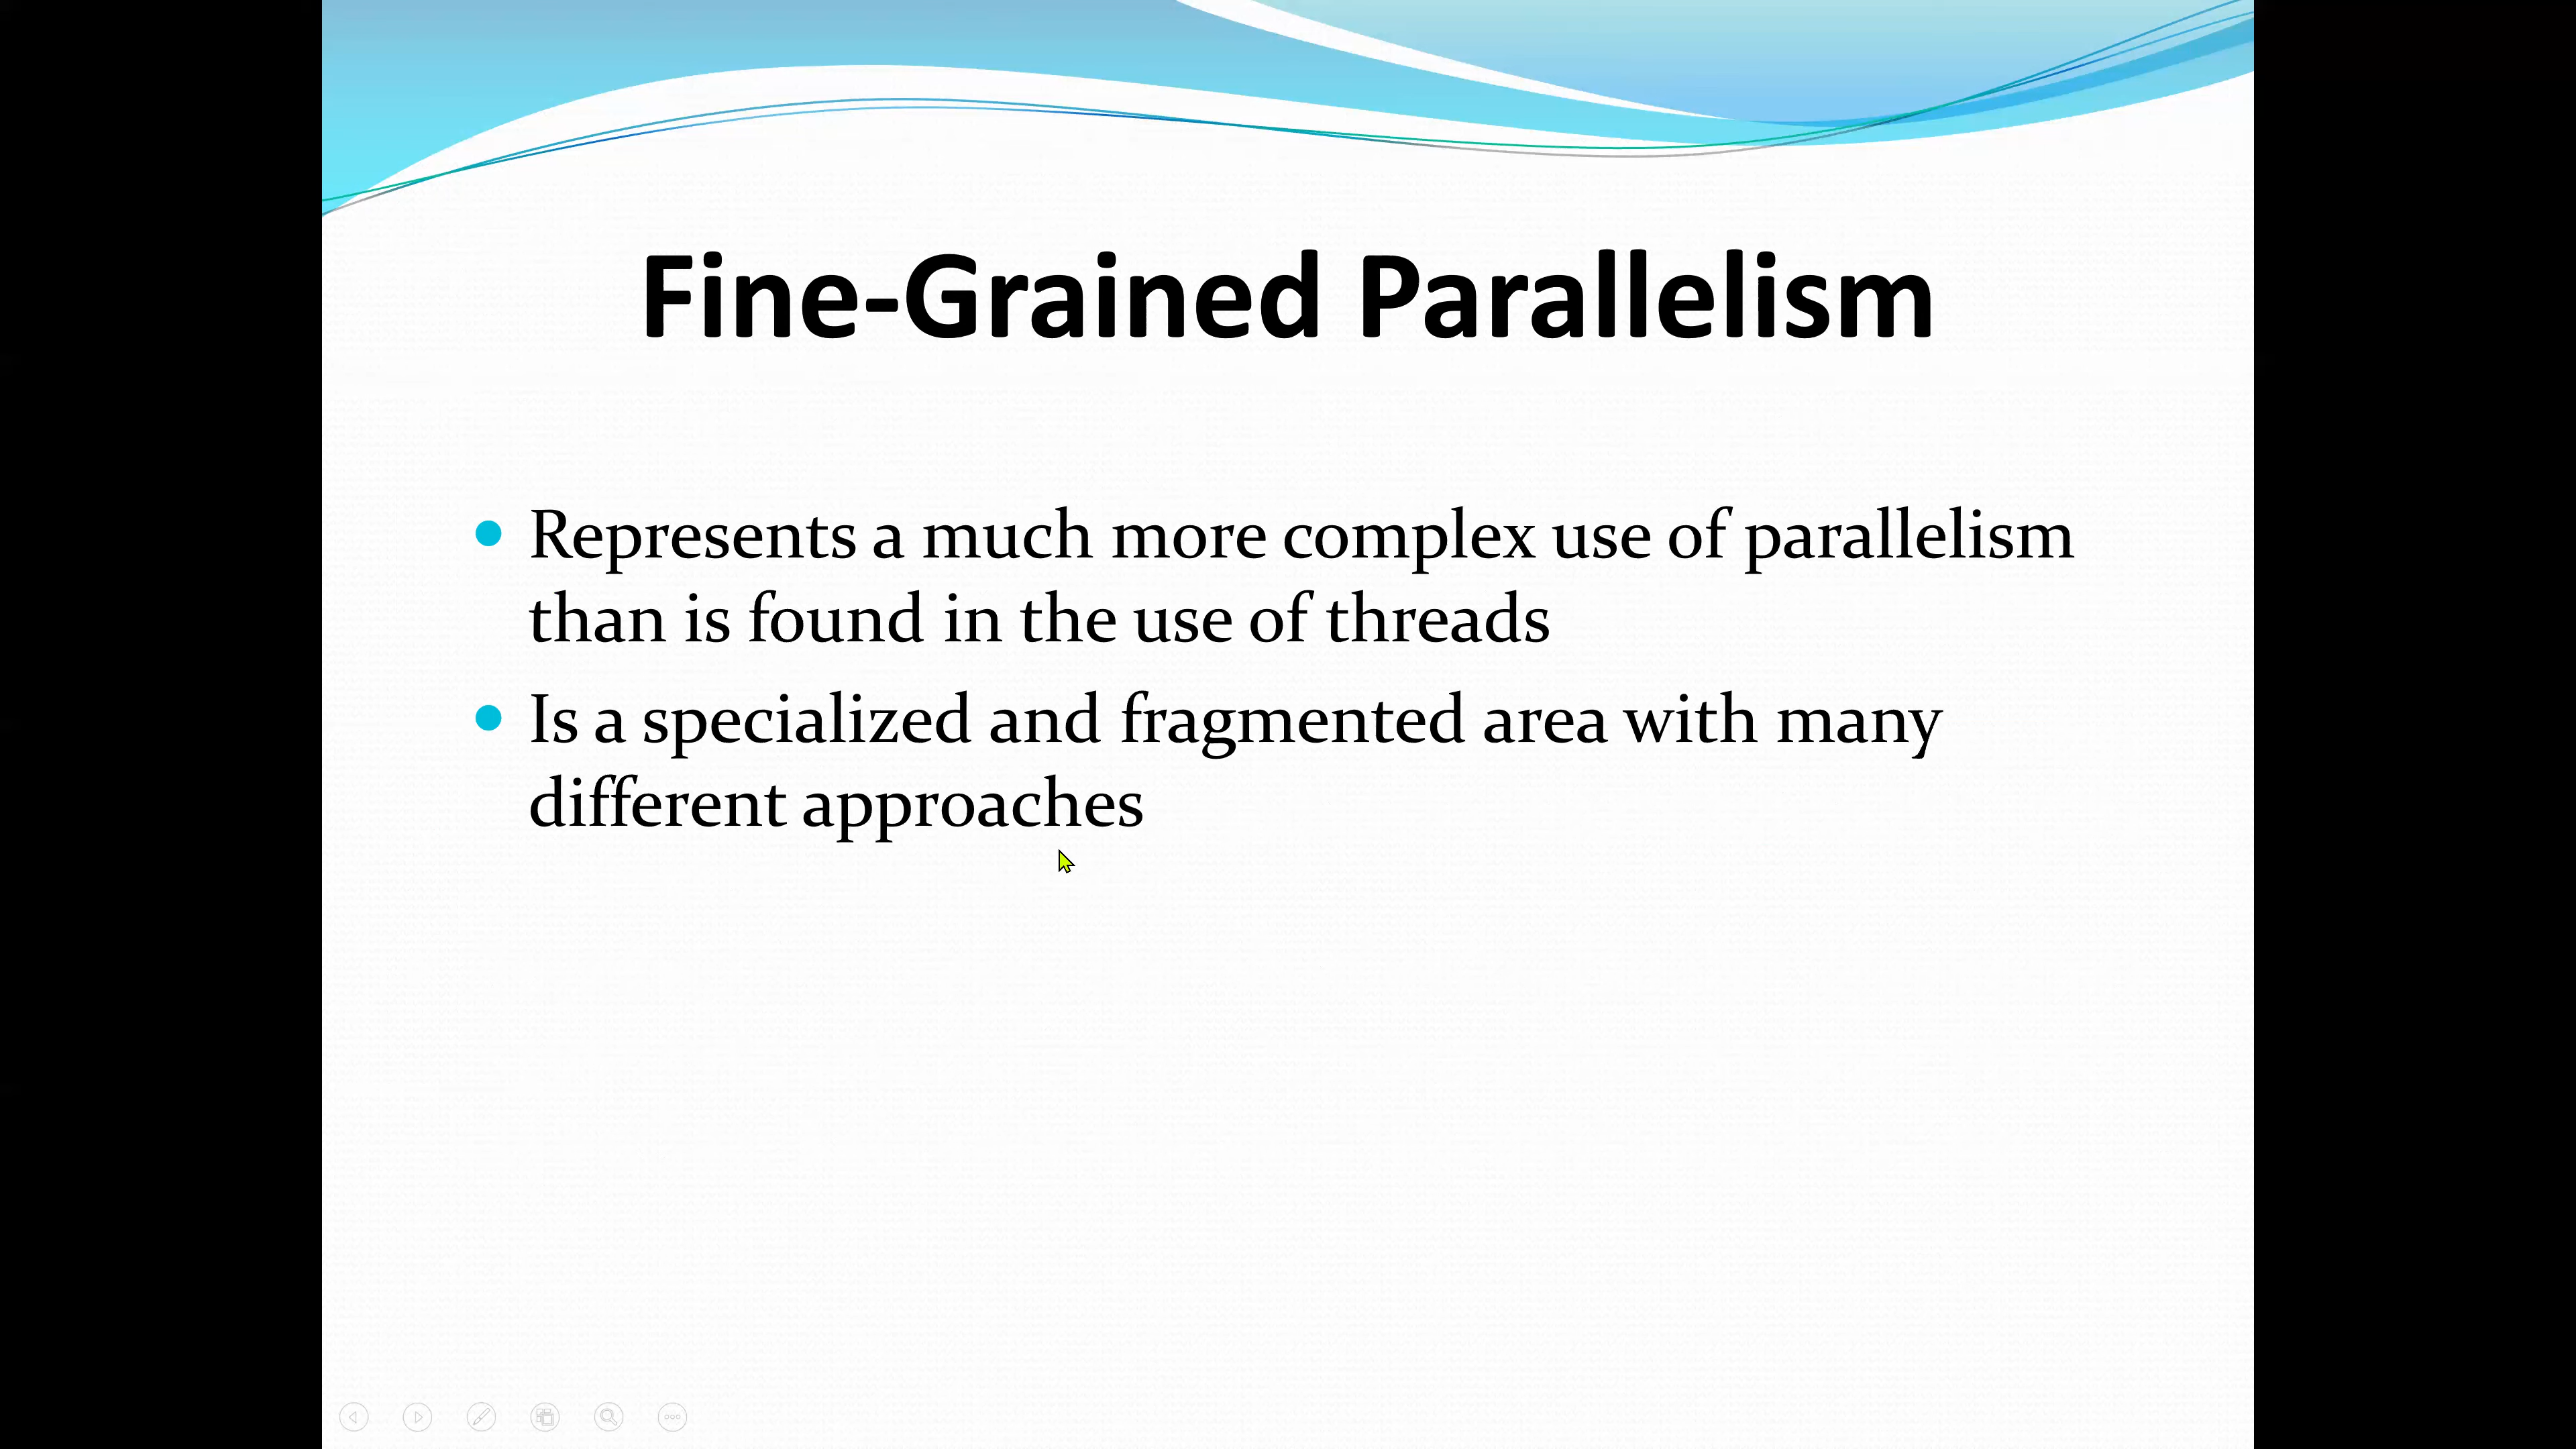 Fine-Grained Parallelism
Represents a much more complex use of parallelism
than is found in the use of threads
Is a specialized and fragmented area with many
different approaches